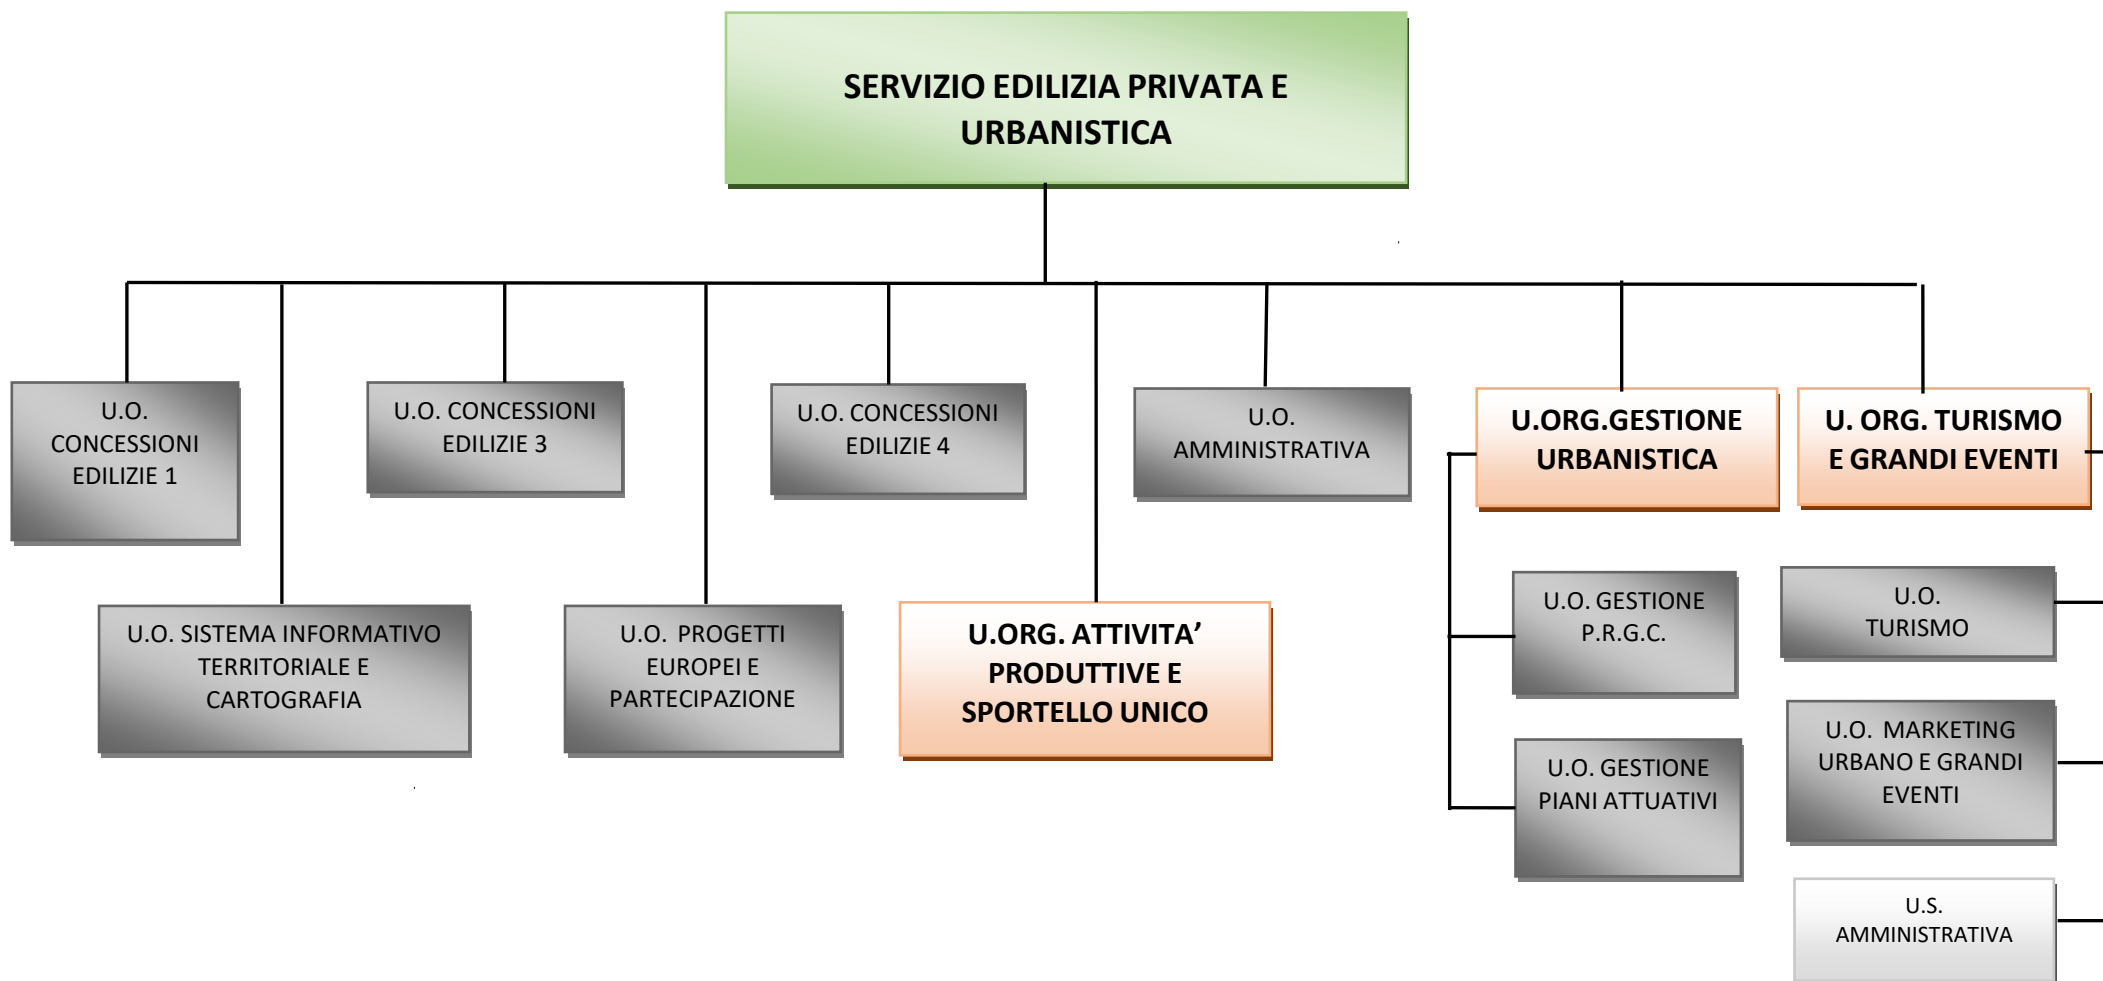 SERVIZIO EDILIZIA PRIVATA E
URBANISTICA
U.O.
CONCESSIONI
EDILIZIE 1
U.O. CONCESSIONI
EDILIZIE 3
U.O. CONCESSIONI
EDILIZIE 4
U.O.
AMMINISTRATIVA
U.ORG.GESTIONE
URBANISTICA
U. ORG. TURISMO
E GRANDI EVENTI
U.O. SISTEMA INFORMATIVO
TERRITORIALE E
CARTOGRAFIA
U.O. PROGETTI
EUROPEI E
PARTECIPAZIONE
U.ORG. ATTIVITA’
PRODUTTIVE E
SPORTELLO UNICO
U.O. GESTIONE
P.R.G.C.
U.O.
TURISMO
U.O. GESTIONE
PIANI ATTUATIVI
U.O. MARKETING
URBANO E GRANDI
EVENTI
U.S.
AMMINISTRATIVA